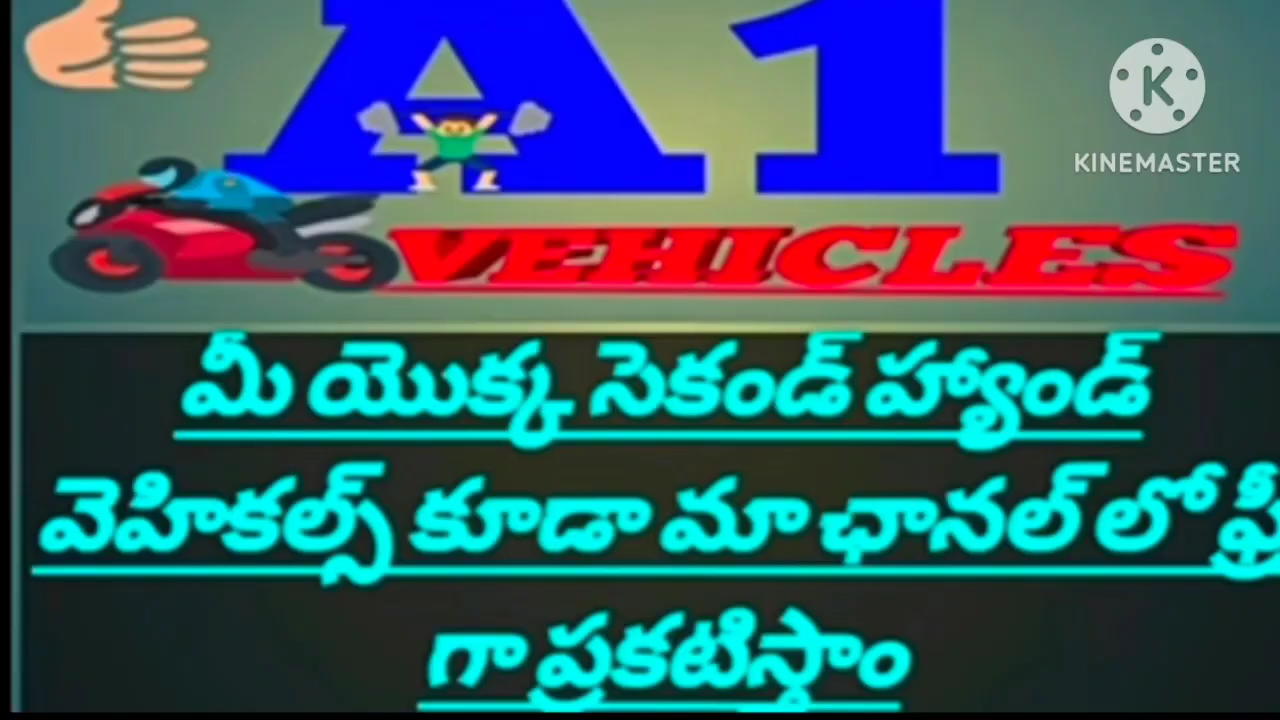 A1
K
KINEMASTER
VEHICLES
మీ యొక్క సెకండ్ హ్యాండ్
వెహికల్స్ కూడా మా ఛానల్ లో ఫ్రీ
గా ప్రకటిస్తాం